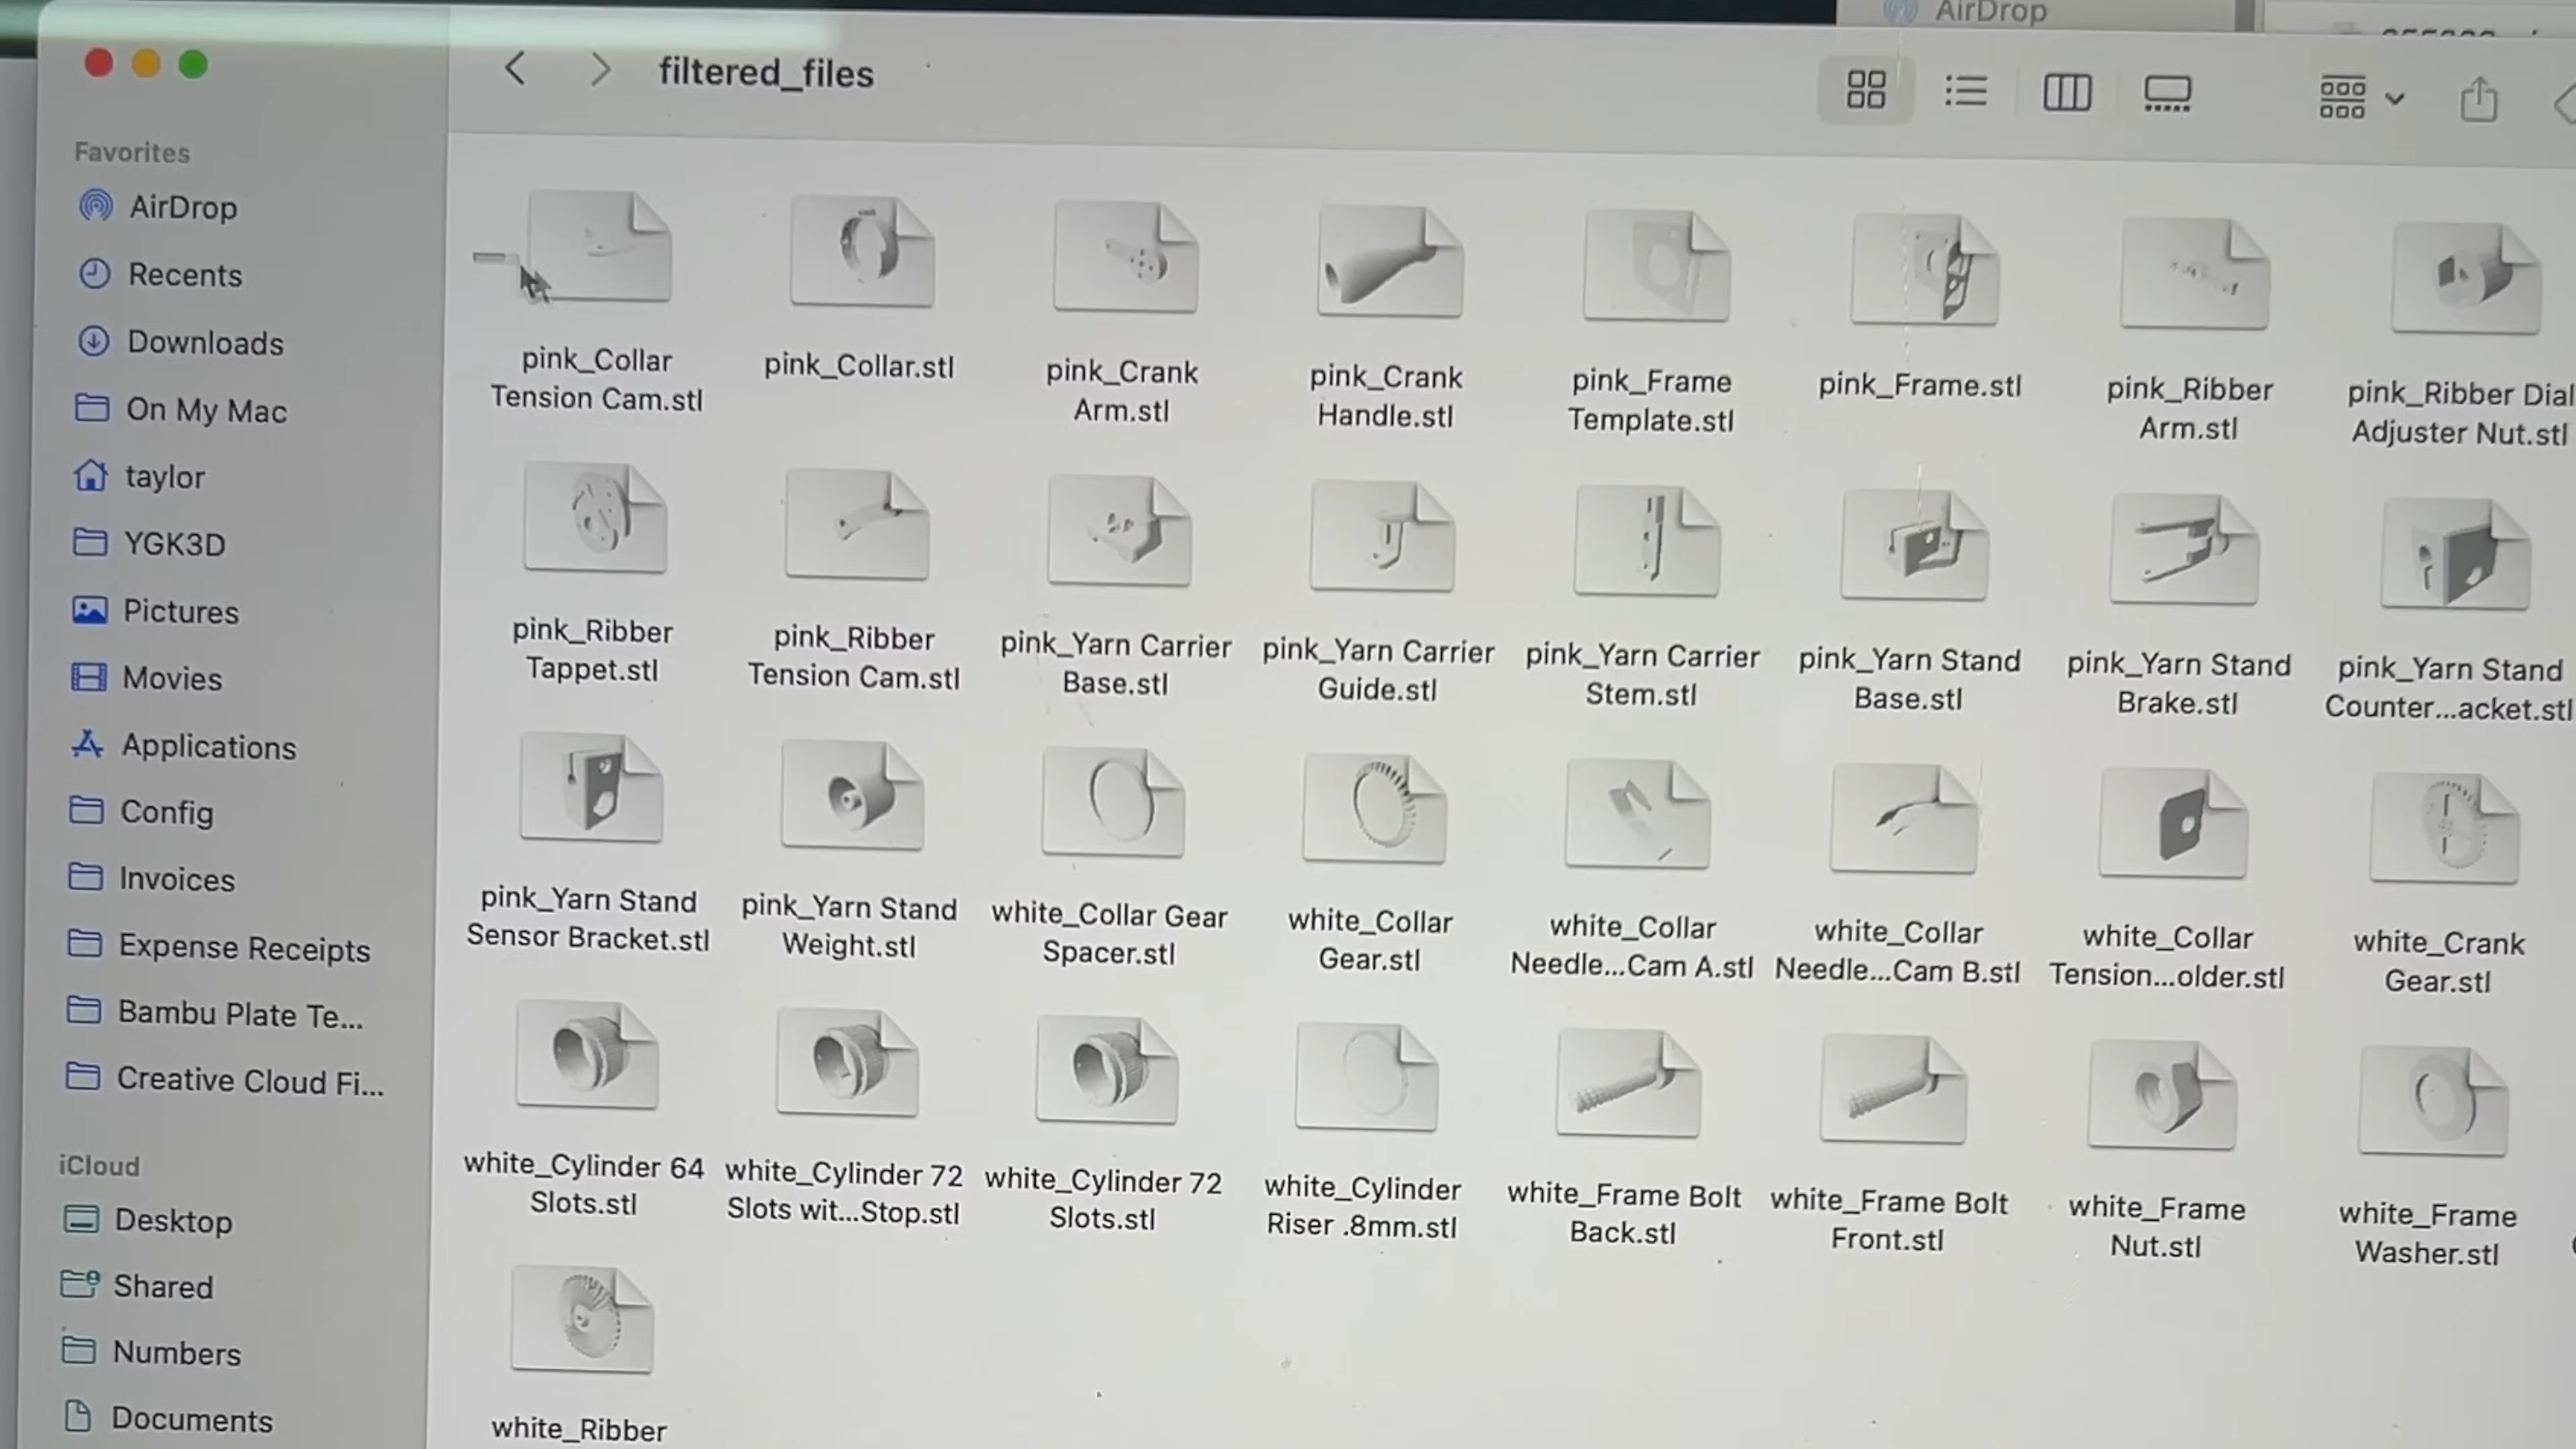 AirDrop
filtered_files
Favorites
AirDrop
Recents
Downloads
On My Mac
taylor
YGK3D
Pictures
Movies
Applications
Config
Invoices
Expense Receipts
Bambu Plate Te...
Creative Cloud Fi...
iCloud
Desktop
Shared
Numbers
Documents
pink_Collar
Tension Cam.stl
pink_Collar.stl
pink_Crank
Arm.stl
pink_Crank
Handle.stl
pink_Frame
Template.stl
pink_Frame.stl
pink_Ribber
Arm.stl
pink_Ribber Dial
Adjuster Nut.stl
pink_Ribber
Tappet.stl
pink_Ribber
Tension Cam.stl
pink_Yarn Carrier
Base.stl
pink_Yarn Carrier
Guide.stl
pink_Yarn Carrier
Stem.stl
pink_Yarn Stand
Base.stl
pink_Yarn Stand
Brake.stl
pink_Yarn Stand
Counter...acket.stl
pink_Yarn Stand
Sensor Bracket.stl
pink_Yarn Stand
Weight.stl
white_Collar Gear
Spacer.stl
white_Collar
Gear.stl
white_Collar
Needle...Cam A.stl
white_Collar
Needle...Cam B.stl
white_Collar
Tension...older.stl
white_Crank
Gear.stl
white_Cylinder 64
Slots.stl
white_Cylinder 72
Slots wit...Stop.stl
white_Cylinder 72
Slots.stl
white_Cylinder
Riser .8mm.stl
white_Frame Bolt
Back.stl
white_Frame Bolt
Front.stl
white_Frame
Nut.stl
white_Frame
Washer.stl
white_Ribber